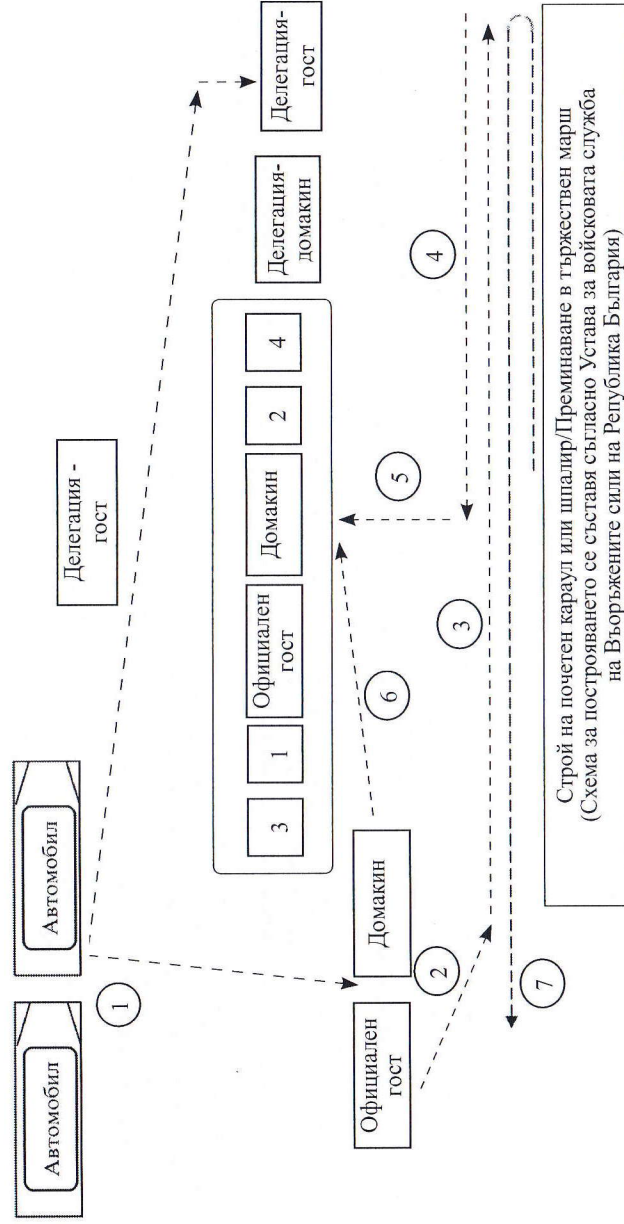 Автомобил
Автомобил
1
Делегация -
гост
3
1
Официален
гост
Домакин
2
4
Делегация-
домакин
Делегация-
гост
Официален
гост
Домакин
2
6
5
4
3
7
Строй на почетен караул или шпалир/Преминаване в тържествен марш
(Схема за построяването се съставя съгласно Устава за войсковата служба
на Въоръжените сили на Република България)